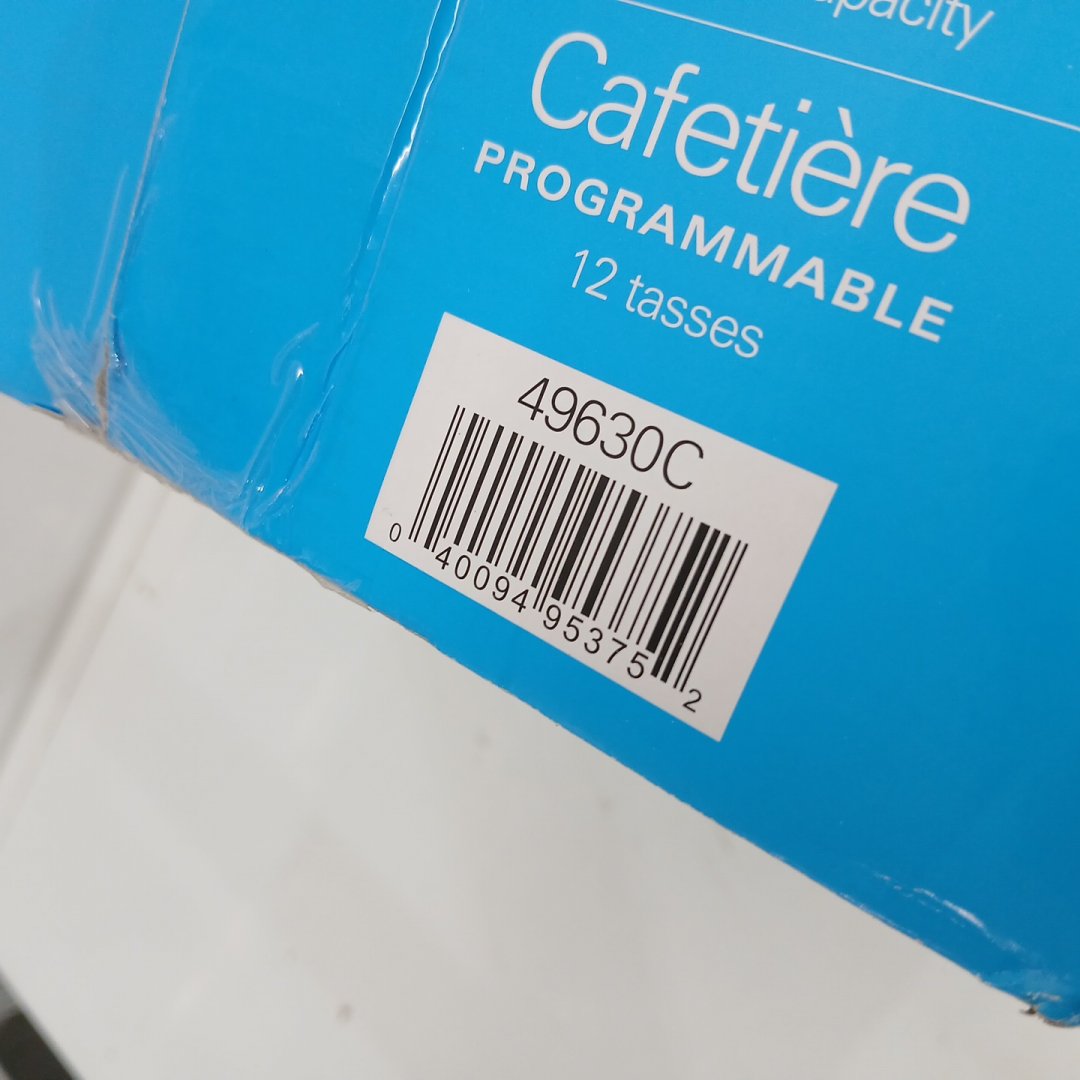 Cafetière
PROGRAMMABLE
12 tasses
49630C
0 40094 95375 2